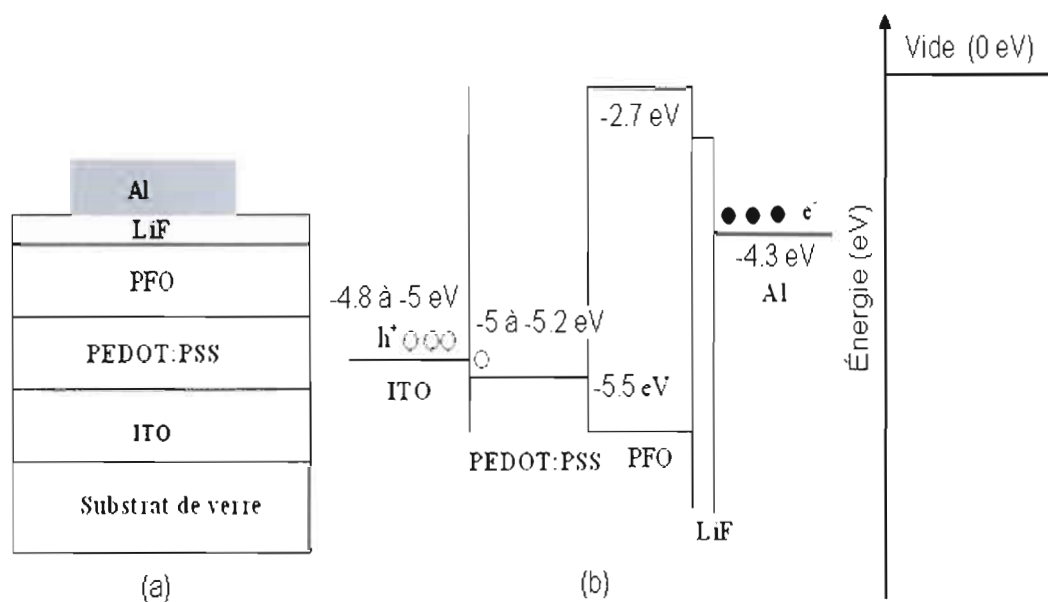 Al
LiF
PFO
PEDOT:PSS
ITO
Substrat de verre
(a)
-2.7 eV
-4.8 à -5 eV
h+
-5 à -5.2 eV
ITO
-5.5 eV
PEDOT:PSS
PFO
LiF
e-
-4.3 eV
Al
(b)
Énergie (eV)
Vide (0 eV)